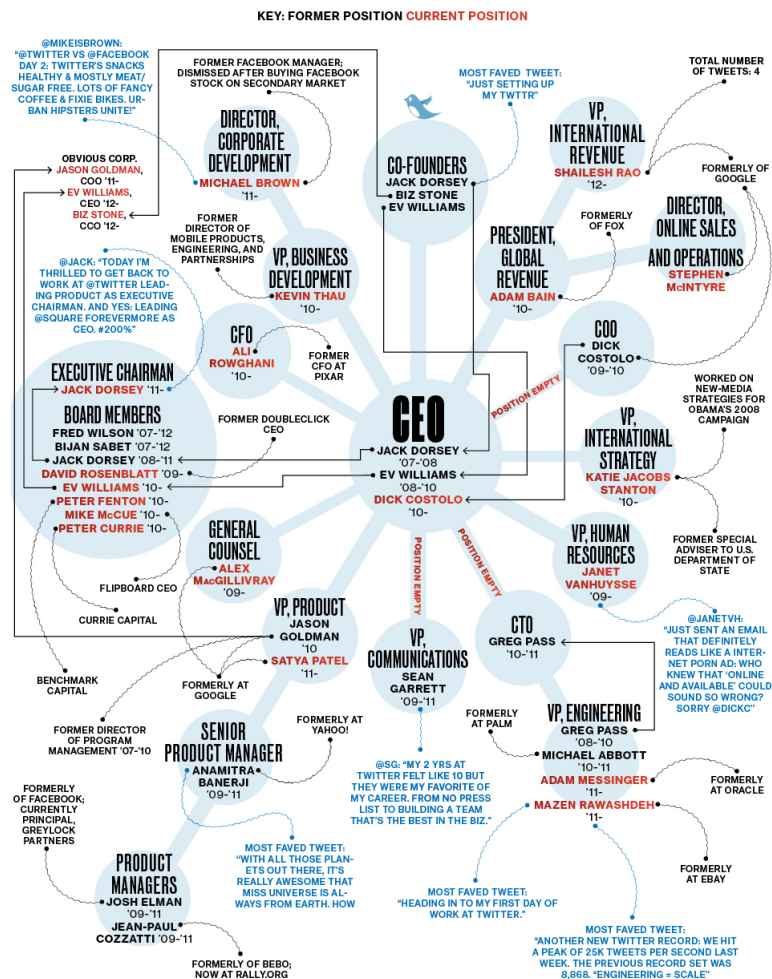 KEY: FORMER POSITION CURRENT POSITION
@MIKEISBROWN:
“@TWITTER VS @FACEBOOK
DAY 2: TWITTER’S SNACKS
HEALTHY & MOSTLY MEAT/
SUGAR FREE. LOTS OF FANCY
COFFEE & FIXIE BIKES. UR-
BAN HIPSTERS UNITE!”
FORMER FACEBOOK MANAGER;
DISMISSED AFTER BUYING FACEBOOK
STOCK ON SECONDARY MARKET
MOST FAVED TWEET:
“JUST SETTING UP
MY TWTTR”
TOTAL NUMBER
OF TWEETS: 4
DIRECTOR,
CORPORATE
DEVELOPMENT
MICHAEL BROWN
’11-
CO-FOUNDERS
JACK DORSEY
BIZ STONE
EV WILLIAMS
VP,
INTERNATIONAL
REVENUE
SHAILESH RAO
’12-
FORMERLY OF
GOOGLE
OBVIOUS CORP.
JASON GOLDMAN,
COO ’11-
EV WILLIAMS,
CEO ’12-
BIZ STONE,
CCO ’12-
FORMER
DIRECTOR OF
MOBILE PRODUCTS,
ENGINEERING, AND
PARTNERSHIPS
VP, BUSINESS
DEVELOPMENT
KEVIN THAU
’10-
FORMERLY
OF FOX
PRESIDENT,
GLOBAL
REVENUE
ADAM BAIN
’10-
DIRECTOR,
ONLINE SALES
AND OPERATIONS
STEPHEN
McINTYRE
@JACK: “TODAY I’M
THRILLED TO GET BACK TO
WORK AT @TWITTER LEAD-
ING PRODUCT AS EXECUTIVE
CHAIRMAN. AND YES: LEADING
@SQUARE FOREVERMORE AS
CEO. #200%”
CFO
ALI
ROWGHANI
’10-
FORMER
CFO AT
PIXAR
COO
DICK
COSTOLO
’09-’10
POSITION EMPTY
EXECUTIVE CHAIRMAN
JACK DORSEY ’11-
BOARD MEMBERS
FRED WILSON ’07-’12
BIJAN SABET ’07-’12
JACK DORSEY ’08-’11
DAVID ROSENBLATT ’09-
EV WILLIAMS ’10-
PETER FENTON ’10-
MIKE McCUE ’10-
PETER CURRIE ’10-
FORMER DOUBLECLICK
CEO
CEO
JACK DORSEY
’07-’08
EV WILLIAMS
’08-’10
DICK COSTOLO
’10-
WORKED ON
NEW-MEDIA
STRATEGIES FOR
OBAMA’S 2008
CAMPAIGN
VP,
INTERNATIONAL
STRATEGY
KATIE JACOBS
STANTON
’10-
FORMER SPECIAL
ADVISER TO U.S.
DEPARTMENT OF
STATE
GENERAL
COUNSEL
ALEX
MacGILLIVRAY
’09-
POSITION EMPTY
POSITION EMPTY
VP, HUMAN
RESOURCES
JANET
VANHUYSSE
’09-
FLIPBOARD CEO
CURRIE CAPITAL
BENCHMARK
CAPITAL
VP, PRODUCT
JASON
GOLDMAN
’10
SATYA PATEL
’11-
FORMERLY AT
GOOGLE
VP,
COMMUNICATIONS
SEAN
GARRETT
’09-’11
CTO
GREG PASS
’10-’11
@JANETVH:
“JUST SENT AN EMAIL
THAT DEFINITELY
READS LIKE A INTER-
NET PORN AD: WHO
KNEW THAT ‘ONLINE
AND AVAILABLE’ COULD
SOUND SO WRONG?
SORRY @DICKC”
FORMER DIRECTOR
OF PROGRAM
MANAGEMENT ’07-’10
SENIOR
PRODUCT MANAGER
ANAMITRA
BANERJI
’09-’11
FORMERLY AT
YAHOO!
@SG: “MY 2 YRS AT
TWITTER FELT LIKE 10 BUT
THEY WERE MY FAVORITE OF
MY CAREER. FROM NO PRESS
LIST TO BUILDING A TEAM
THAT’S THE BEST IN THE BIZ.”
FORMERLY
AT PALM
VP, ENGINEERING
GREG PASS
’08-’10
MICHAEL ABBOTT
’10-’11
ADAM MESSINGER
’11-
MAZEN RAWASHDEH
’11-
FORMERLY
AT ORACLE
FORMERLY
AT EBAY
FORMERLY
OF FACEBOOK;
CURRENTLY
PRINCIPAL,
GREYLOCK
PARTNERS
PRODUCT
MANAGERS
JOSH ELMAN
’09-’11
JEAN-PAUL
COZZATTI ’09-’11
MOST FAVED TWEET:
“WITH ALL THOSE PLAN-
ETS OUT THERE, IT’S
REALLY AWESOME THAT
MISS UNIVERSE IS AL-
WAYS FROM EARTH. HOW
MOST FAVED TWEET:
“HEADING IN TO MY FIRST DAY OF
WORK AT TWITTER.”
FORMERLY OF BEBO;
NOW AT RALLY.ORG
MOST FAVED TWEET:
“ANOTHER NEW TWITTER RECORD: WE HIT
A PEAK OF 25K TWEETS PER SECOND LAST
WEEK. THE PREVIOUS RECORD SET WAS
8,868. “ENGINEERING = SCALE”